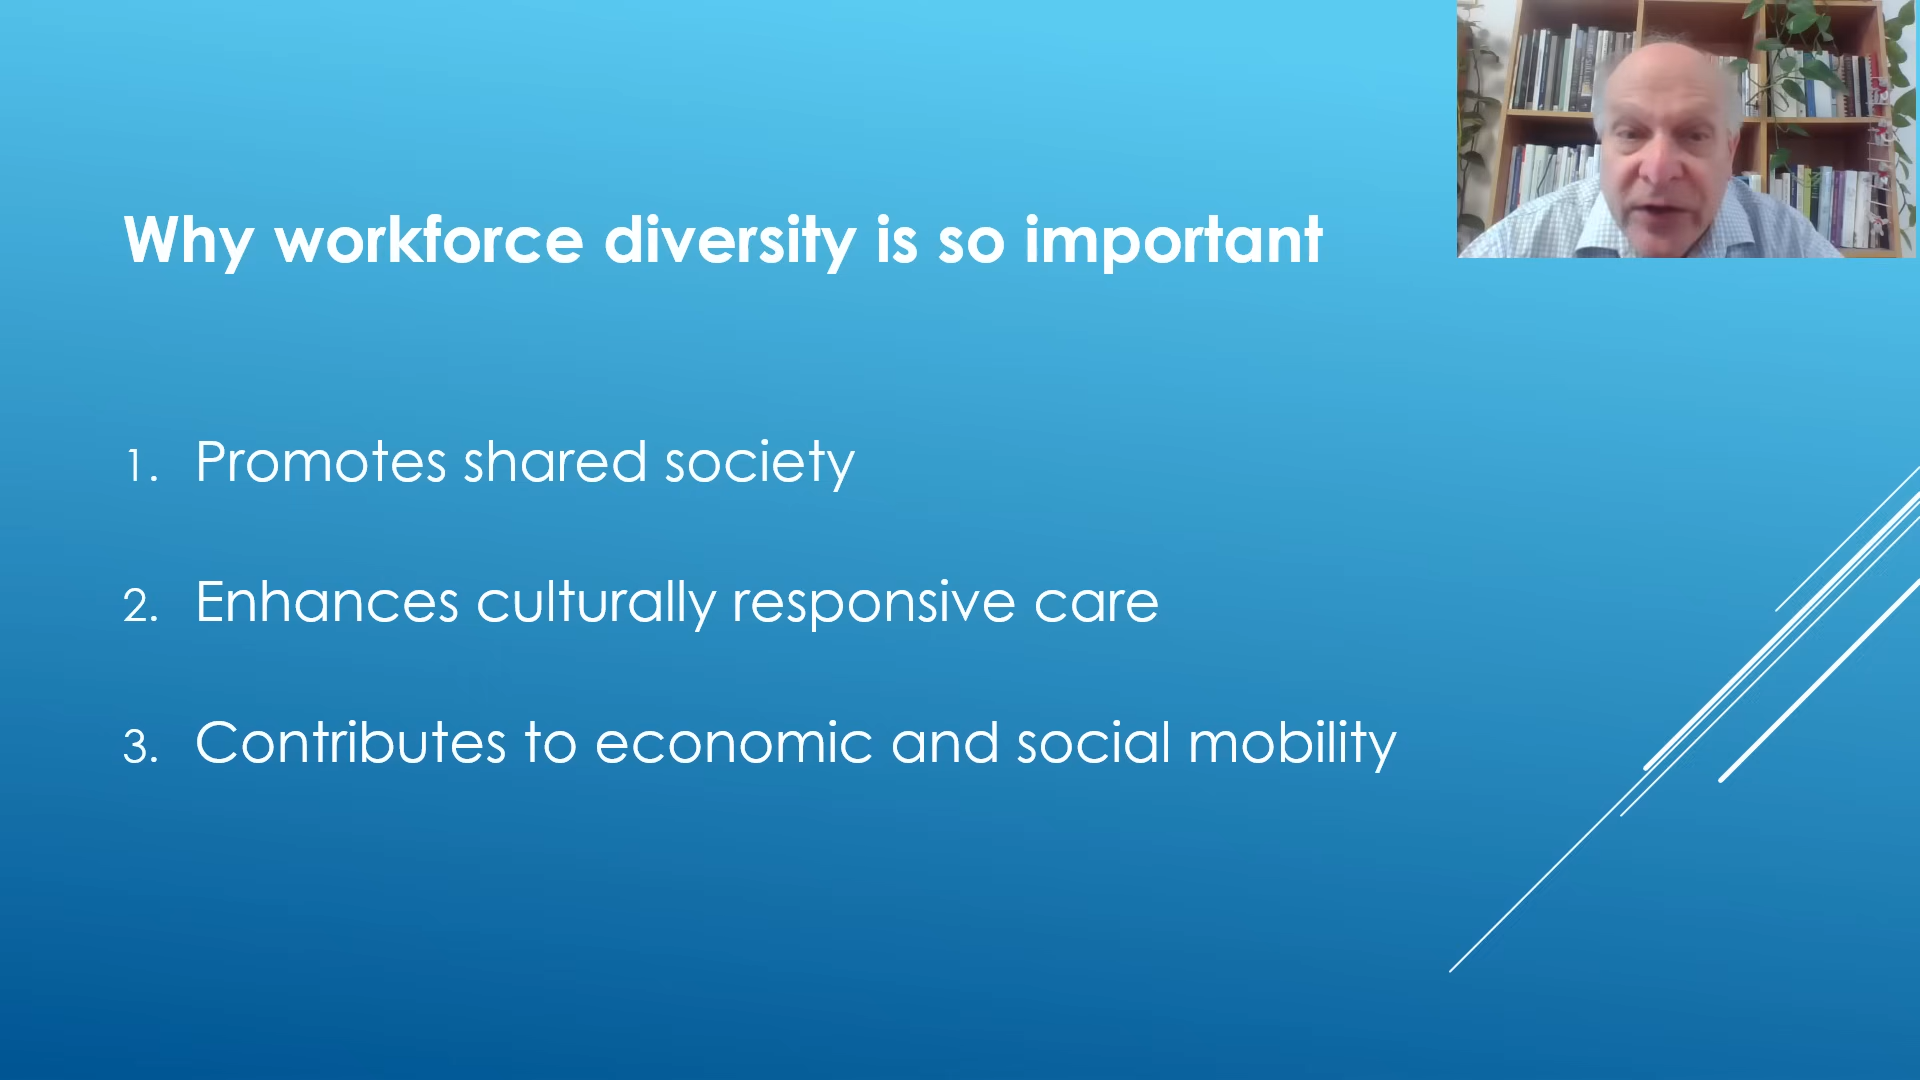 Why workforce diversity is so important
1. Promotes shared society
2. Enhances culturally responsive care
3. Contributes to economic and social mobility